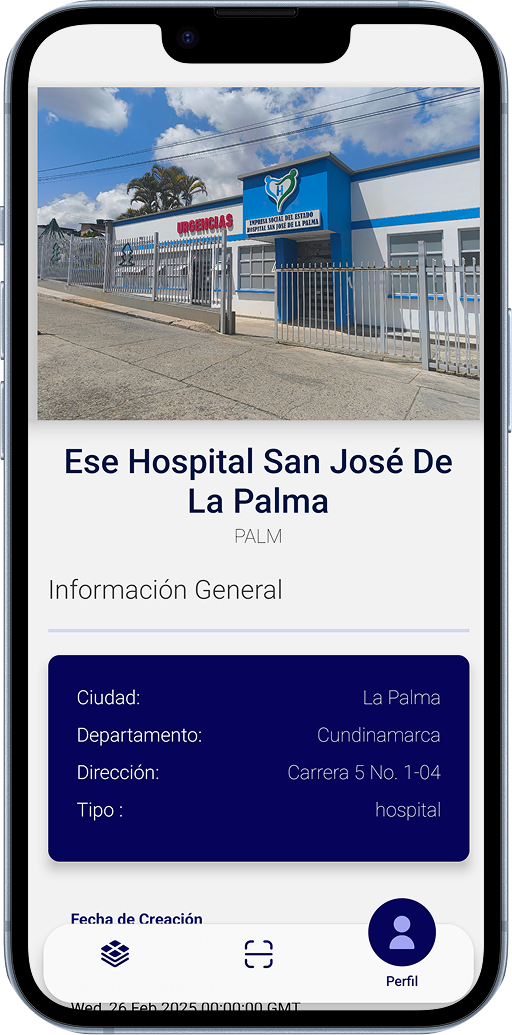 URGENCIAS
H
EMPRESA SOCIAL DEL ESTADO
HOSPITAL SAN JOSE DE LA PALMA
Ese Hospital San José De
La Palma
PALM
Información General
Ciudad: La Palma
Departamento: Cundinamarca
Dirección: Carrera 5 No. 1-04
Tipo : hospital
Fecha de Creación
Perfil
Wed, 26 Feb 2025 00:00:00 GMT